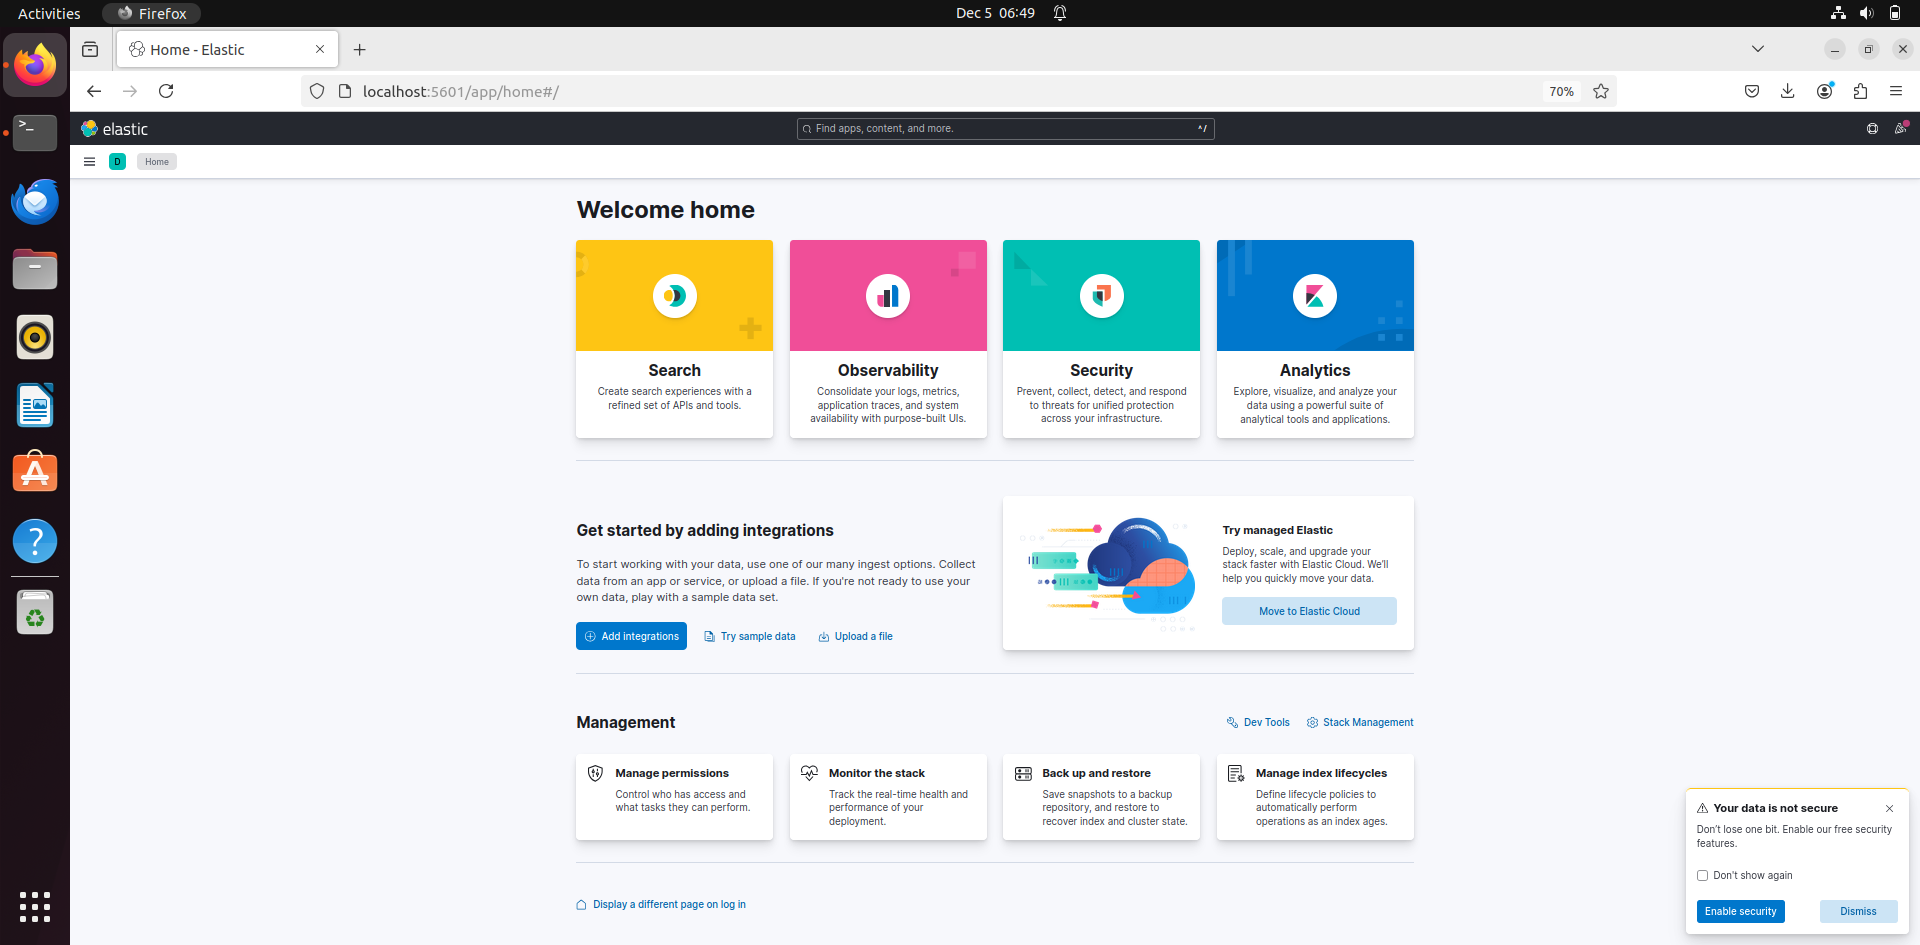 Activities
Firefox
Dec 5 06:49
Home - Elastic
localhost:5601/app/home#/
70%
elastic
Find apps, content, and more.
^/
D
Home
Welcome home
Search
Create search experiences with a
refined set of APIs and tools.
Observability
Consolidate your logs, metrics,
application traces, and system
availability with purpose-built UIs.
Security
Prevent, collect, detect, and respond
to threats for unified protection
across your infrastructure.
Analytics
Explore, visualize, and analyze your
data using a powerful suite of
analytical tools and applications.
Get started by adding integrations
To start working with your data, use one of our many ingest options. Collect
data from an app or service, or upload a file. If you're not ready to use your
own data, play with a sample data set.
Add integrations
Try sample data
Upload a file
Try managed Elastic
Deploy, scale, and upgrade your
stack faster with Elastic Cloud. We'll
help you quickly move your data.
Move to Elastic Cloud
Management
Dev Tools
Stack Management
Manage permissions
Control who has access and
what tasks they can perform.
Monitor the stack
Track the real-time health and
performance of your
deployment.
Back up and restore
Save snapshots to a backup
repository, and restore to
recover index and cluster state.
Manage index lifecycles
Define lifecycle policies to
automatically perform
operations as an index ages.
Display a different page on log in
Your data is not secure
Don't lose one bit. Enable our free security
features.
Don't show again
Enable security
Dismiss